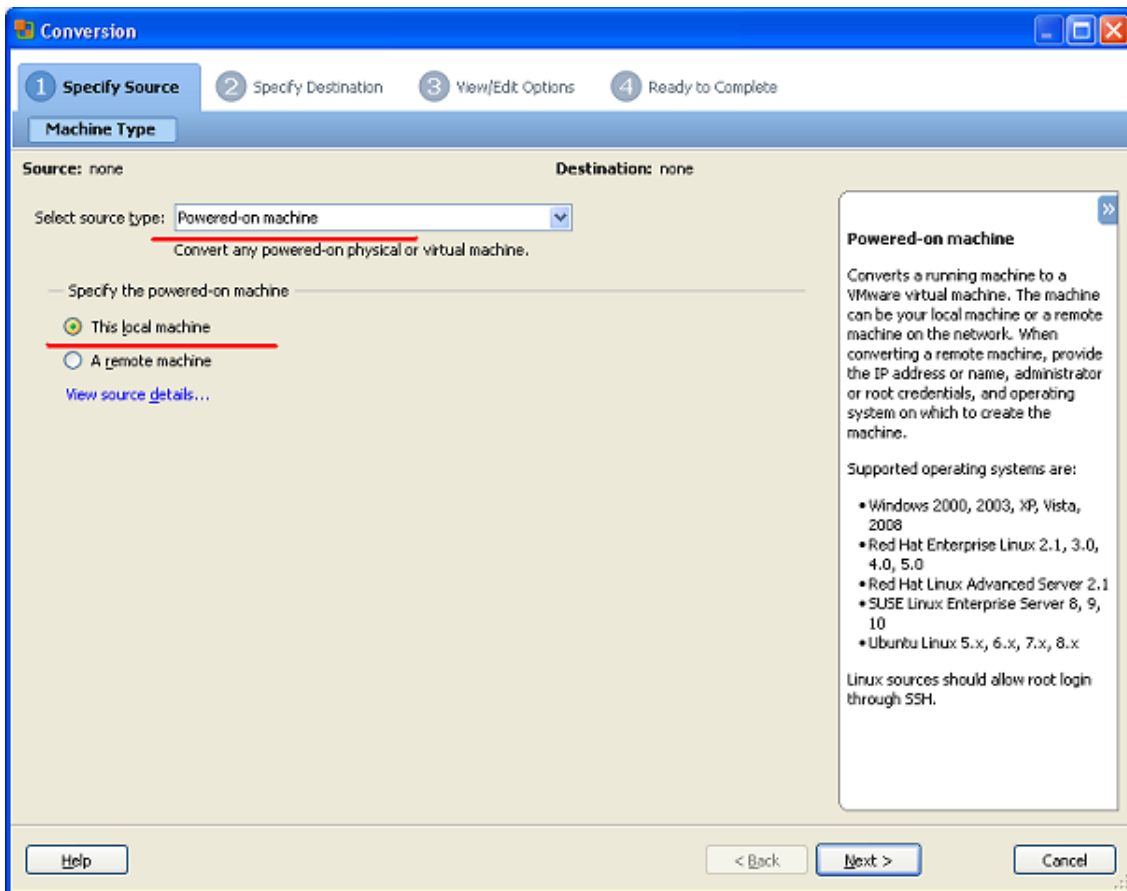 Conversion
1 Specify Source 2 Specify Destination 3 View/Edit Options 4 Ready to Complete
Machine Type
Source: none Destination: none
Select source type: Powered-on machine
Convert any powered-on physical or virtual machine.
Specify the powered-on machine
This local machine
A remote machine
View source details...
»
Powered-on machine
Converts a running machine to a
VMware virtual machine. The machine
can be your local machine or a remote
machine on the network. When
converting a remote machine, provide
the IP address or name, administrator
or root credentials, and operating
system on which to create the
machine.
Supported operating systems are:
• Windows 2000, 2003, XP, Vista,
2008
• Red Hat Enterprise Linux 2.1, 3.0,
4.0, 5.0
• Red Hat Linux Advanced Server 2.1
• SUSE Linux Enterprise Server 8, 9,
10
• Ubuntu Linux 5.x, 6.x, 7.x, 8.x
Linux sources should allow root login
through SSH.
Help < Back Next > Cancel